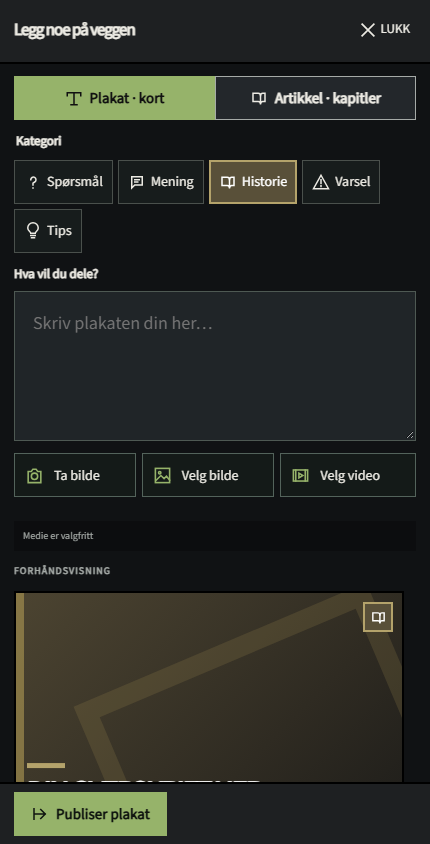 Legg noe på veggen
LUKK
Plakat · kort
Artikkel · kapitler
Kategori
Spørsmål
Mening
Historie
Varsel
Tips
Hva vil du dele?
Skriv plakaten din her...
Ta bilde
Velg bilde
Velg video
Medie er valgfritt
FORHÅNDSVISNING
Publiser plakat